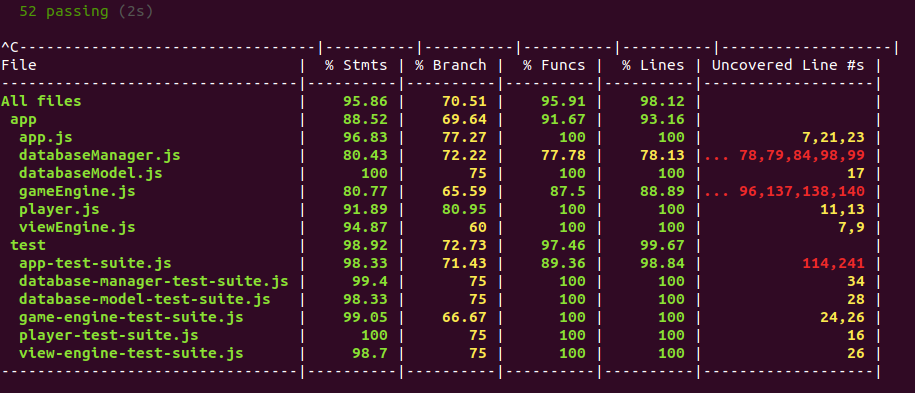 52 passing (2s)
^C---------------------------------|----------|----------|----------|----------|-------------------|
File                              |  % Stmts | % Branch |  % Funcs |  % Lines | Uncovered Line #s |
---------------------------------|----------|----------|----------|----------|-------------------|
All files                         |    95.86 |    70.51 |    95.91 |    98.12 |                   |
 app                              |    88.52 |    69.64 |    91.67 |    93.16 |                   |
  app.js                          |    96.83 |    77.27 |      100 |      100 |           7,21,23 |
  databaseManager.js              |    80.43 |    72.22 |    77.78 |    78.13 |... 78,79,84,98,99 |
  databaseModel.js                |      100 |       75 |      100 |      100 |                17 |
  gameEngine.js                   |    80.77 |    65.59 |     87.5 |    88.89 |... 96,137,138,140 |
  player.js                       |    91.89 |    80.95 |      100 |      100 |             11,13 |
  viewEngine.js                   |    94.87 |       60 |      100 |      100 |               7,9 |
 test                             |    98.92 |    72.73 |    97.46 |    99.67 |                   |
  app-test-suite.js               |    98.33 |    71.43 |    89.36 |    98.84 |           114,241 |
  database-manager-test-suite.js |     99.4 |       75 |      100 |      100 |                34 |
  database-model-test-suite.js    |    98.33 |       75 |      100 |      100 |                28 |
  game-engine-test-suite.js       |    99.05 |    66.67 |      100 |      100 |             24,26 |
  player-test-suite.js            |      100 |       75 |      100 |      100 |                16 |
  view-engine-test-suite.js       |     98.7 |       75 |      100 |      100 |                26 |
---------------------------------|----------|----------|----------|----------|-------------------|